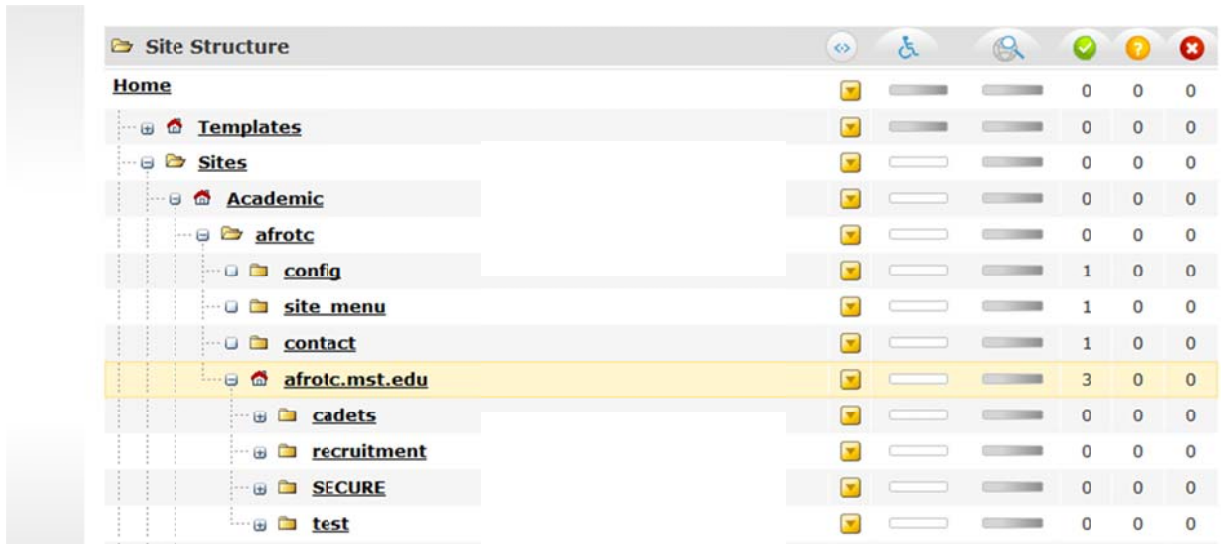 Site Structure
Home 0 0 0
Templates 0 0 0
Sites 0 0 0
Academic 0 0 0
afrotc 0 0 0
config 1 0 0
site_menu 1 0 0
contact 1 0 0
afrotc.mst.edu 3 0 0
cadets 0 0 0
recruitment 0 0 0
SECURE 0 0 0
test 0 0 0